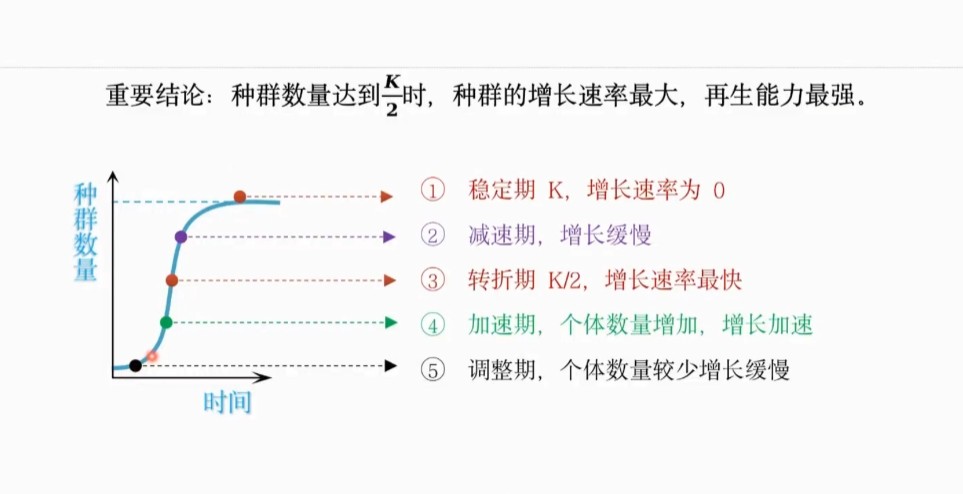 重要结论：种群数量达到K/2时，种群的增长速率最大，再生能力最强。
种群数量
① 稳定期 K，增长速率为 0
② 减速期，增长缓慢
③ 转折期 K/2，增长速率最快
④ 加速期，个体数量增加，增长加速
⑤ 调整期，个体数量较少增长缓慢
时间